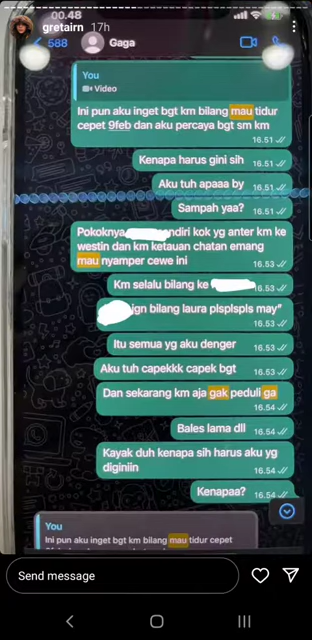 00.48
gretairn 17h
588 Gaga
You
Video
Ini pun aku inget bgt km bilang mau tidur
cepet 9feb dan aku percaya bgt sm km
16.51
Kenapa harus gini sih
16.51
Aku tuh apaaa by
16.51
Sampah yaa?
16.51
Pokoknya ndiri kok yg anter km ke
westin dan km ketauan chatan emang
mau nyamper cewe ini
16.53
Km selalu bilang ke
16.53
ign bilang laura plsplspls may"
16.53
Itu semua yg aku denger
16.53
Aku tuh capekkk capek bgt
16.53
Dan sekarang km aja gak peduli ga
16.54
Bales lama dll
16.54
Kayak duh kenapa sih harus aku yg
diginiin
16.54
Kenapaa?
16.54
You
Ini pun aku inget bgt km bilang mau tidur cepet
Send message